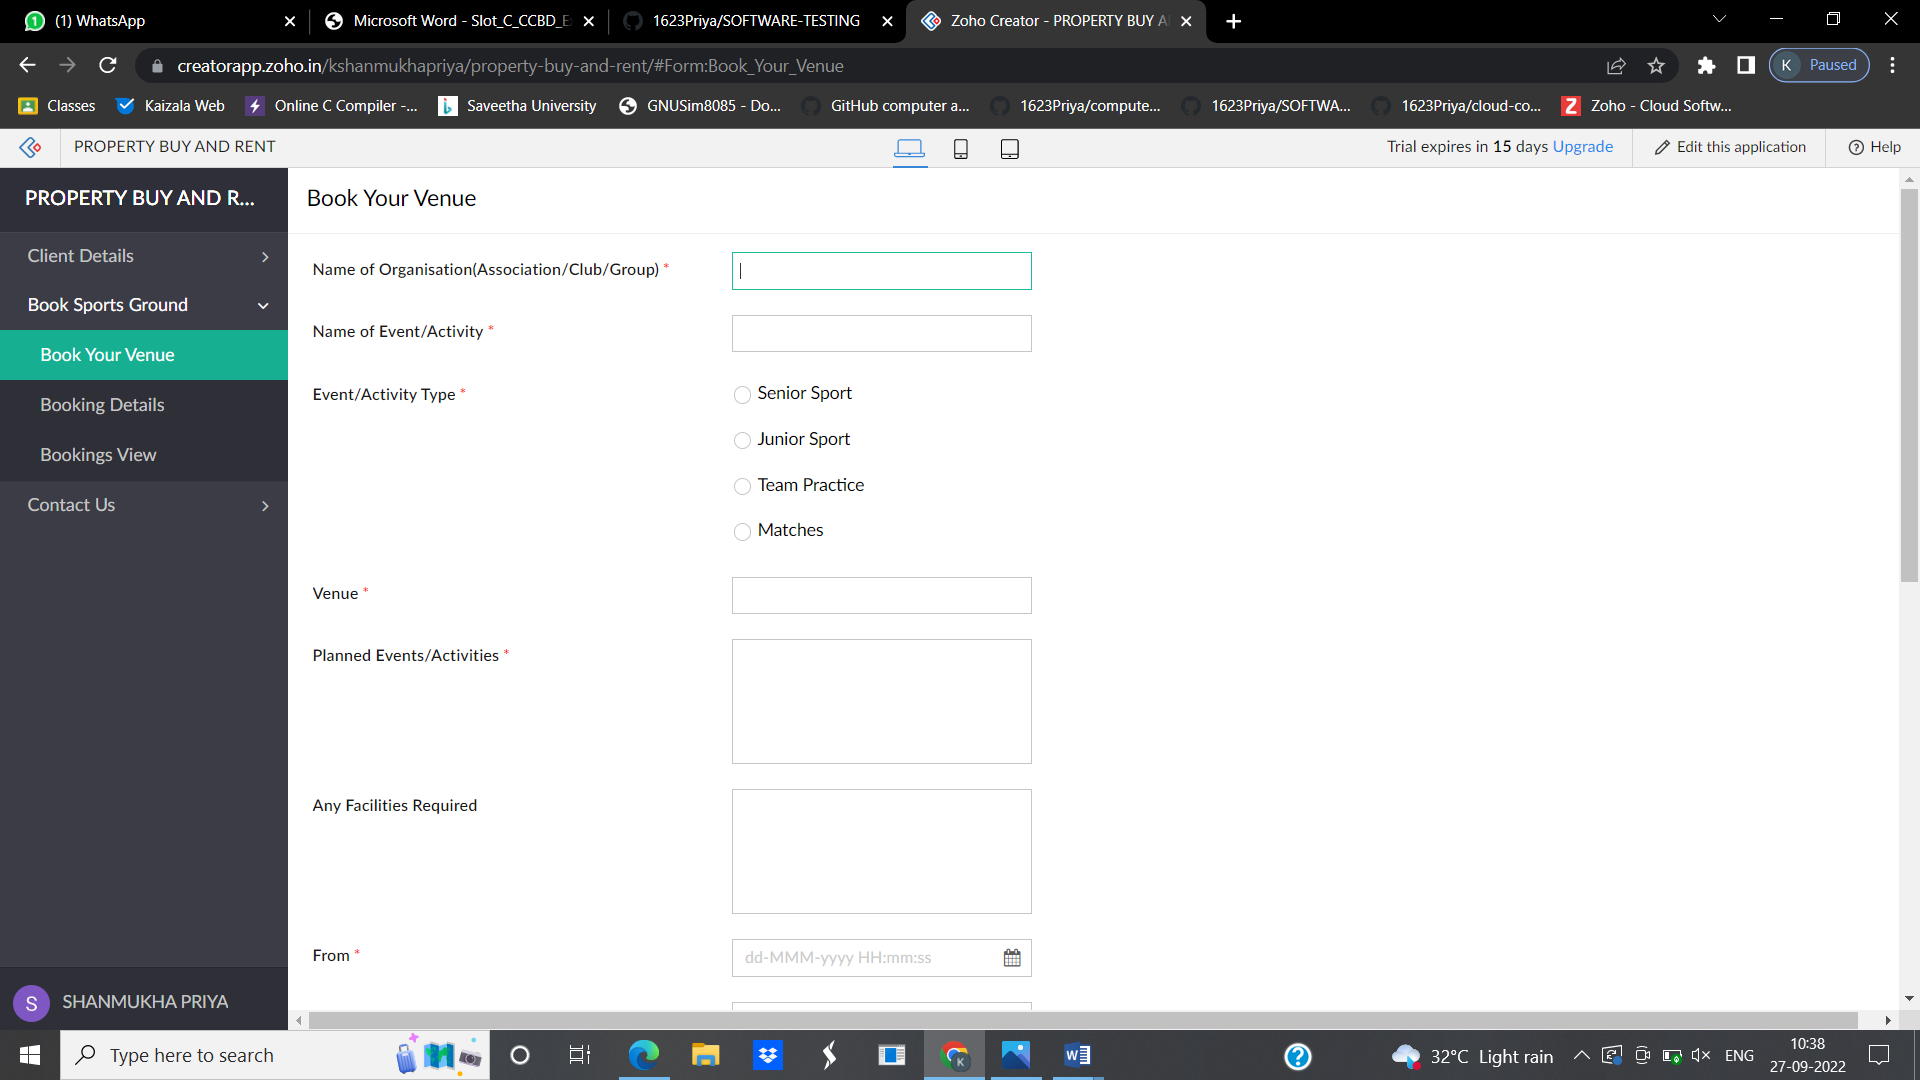 (1) WhatsApp
Microsoft Word - Slot_C_CCBD_E
1623Priya/SOFTWARE-TESTING
Zoho Creator - PROPERTY BUY A
creatorapp.zoho.in/kshanmukhapriya/property-buy-and-rent/#Form:Book_Your_Venue
K Paused
Classes
Kaizala Web
Online C Compiler -...
Saveetha University
GNUSim8085 - Do...
GitHub computer a...
1623Priya/compute...
1623Priya/SOFTWA...
1623Priya/cloud-co...
Zoho - Cloud Softw...
PROPERTY BUY AND RENT
Trial expires in 15 days Upgrade
Edit this application
Help
PROPERTY BUY AND R...
Client Details
Book Sports Ground
Book Your Venue
Booking Details
Bookings View
Contact Us
S SHANMUKHA PRIYA
Book Your Venue
Name of Organisation(Association/Club/Group) *
Name of Event/Activity *
Event/Activity Type *
Senior Sport
Junior Sport
Team Practice
Matches
Venue *
Planned Events/Activities *
Any Facilities Required
From *
dd-MMM-yyyy HH:mm:ss
Type here to search
32°C Light rain
ENG
10:38
27-09-2022